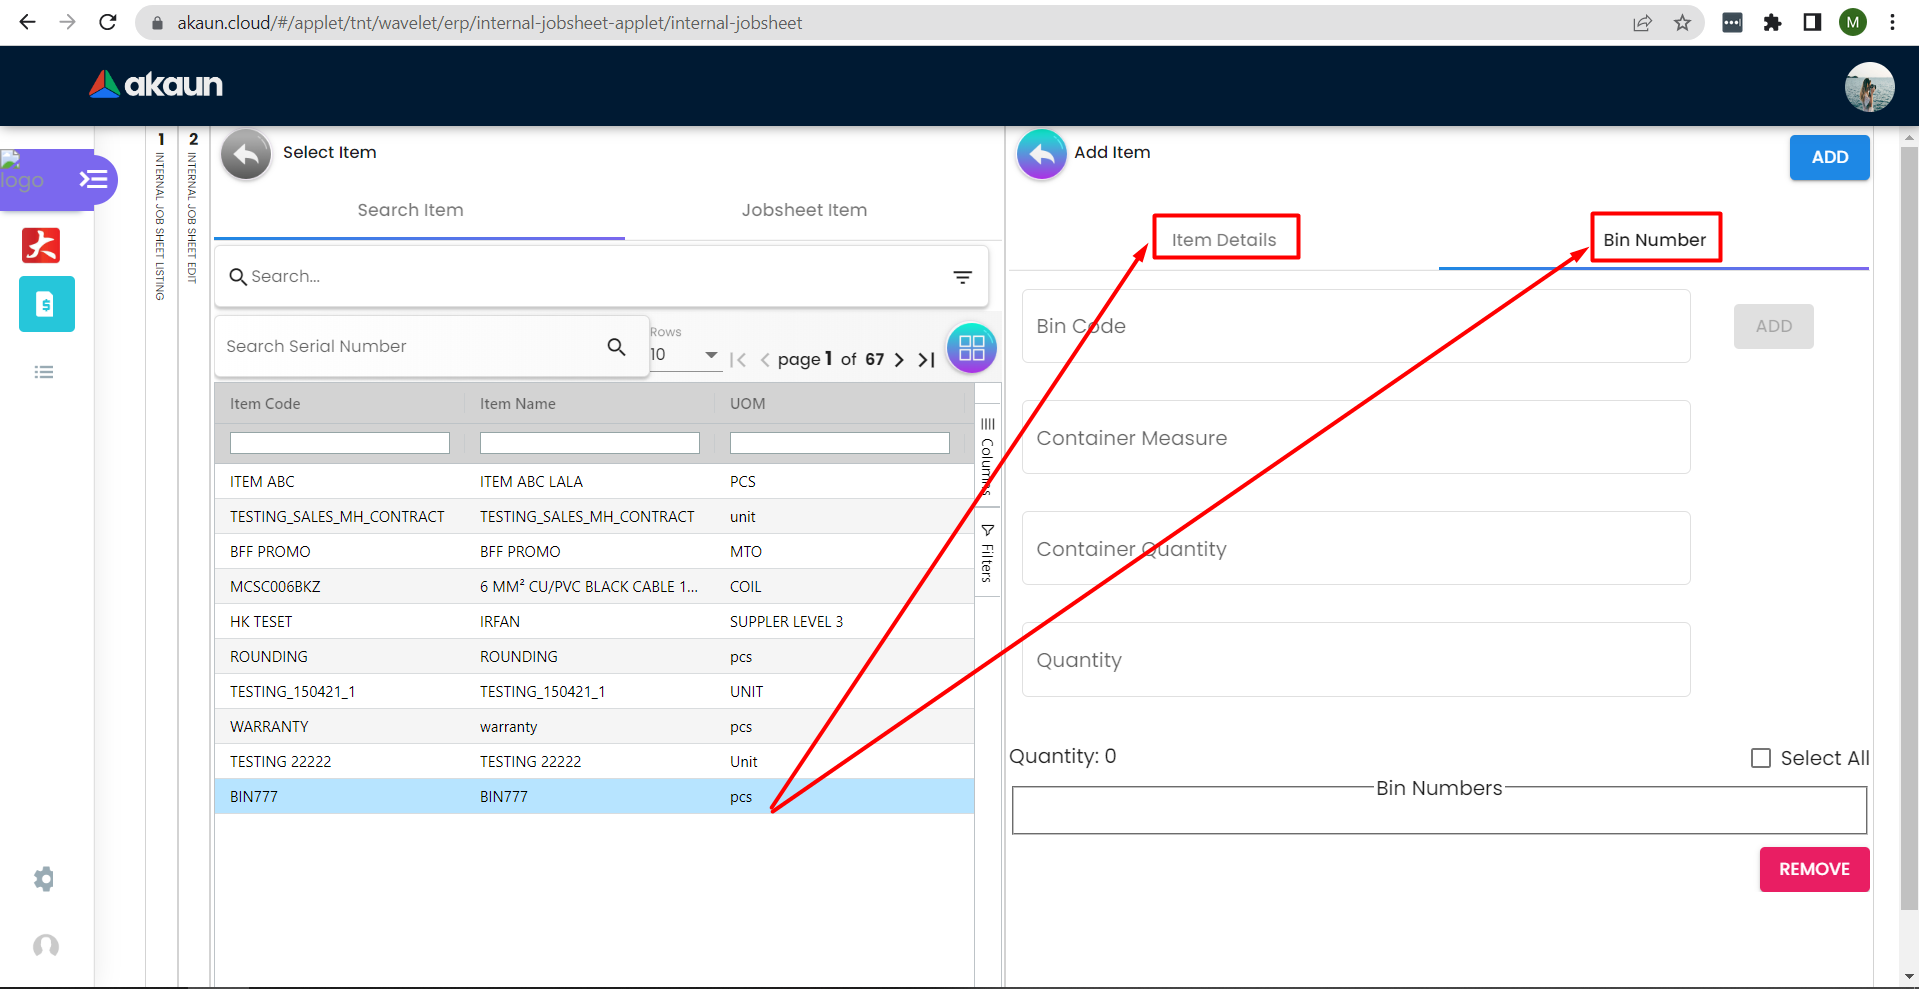 akaun.cloud/#/applet/tnt/wavelet/erp/internal-jobsheet-applet/internal-jobsheet
M
akaun
logo
1
INTERNAL JOB SHEET LISTING
2
INTERNAL JOB SHEET EDIT
Select Item
Search Item
Jobsheet Item
Search...
Search Serial Number
Rows
10
page 1 of 67
Item Code
Item Name
UOM
ITEM ABC ITEM ABC LALA PCS
TESTING_SALES_MH_CONTRACT TESTING_SALES_MH_CONTRACT unit
BFF PROMO BFF PROMO MTO
MCSC006BKZ 6 MM² CU/PVC BLACK CABLE 1... COIL
HK TESET IRFAN SUPPLER LEVEL 3
ROUNDING ROUNDING pcs
TESTING_150421_1 TESTING_150421_1 UNIT
WARRANTY warranty pcs
TESTING 22222 TESTING 22222 Unit
BIN777 BIN777 pcs
Columns
Filters
Add Item
ADD
Item Details
Bin Number
Bin Code
ADD
Container Measure
Container Quantity
Quantity
Quantity: 0
Select All
Bin Numbers
REMOVE